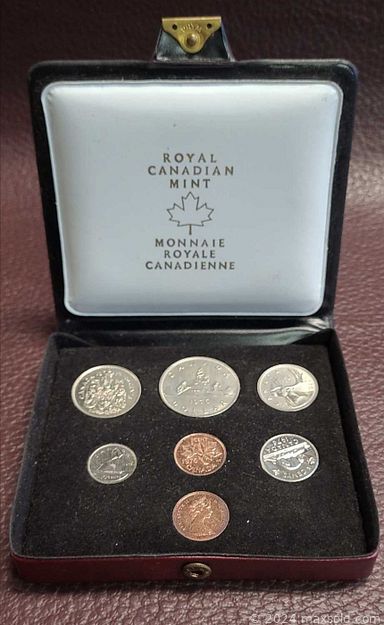 ROYAL
CANADIAN
MINT
MONNAIE
ROYALE
CANADIENNE
© 2024 maxsold.com